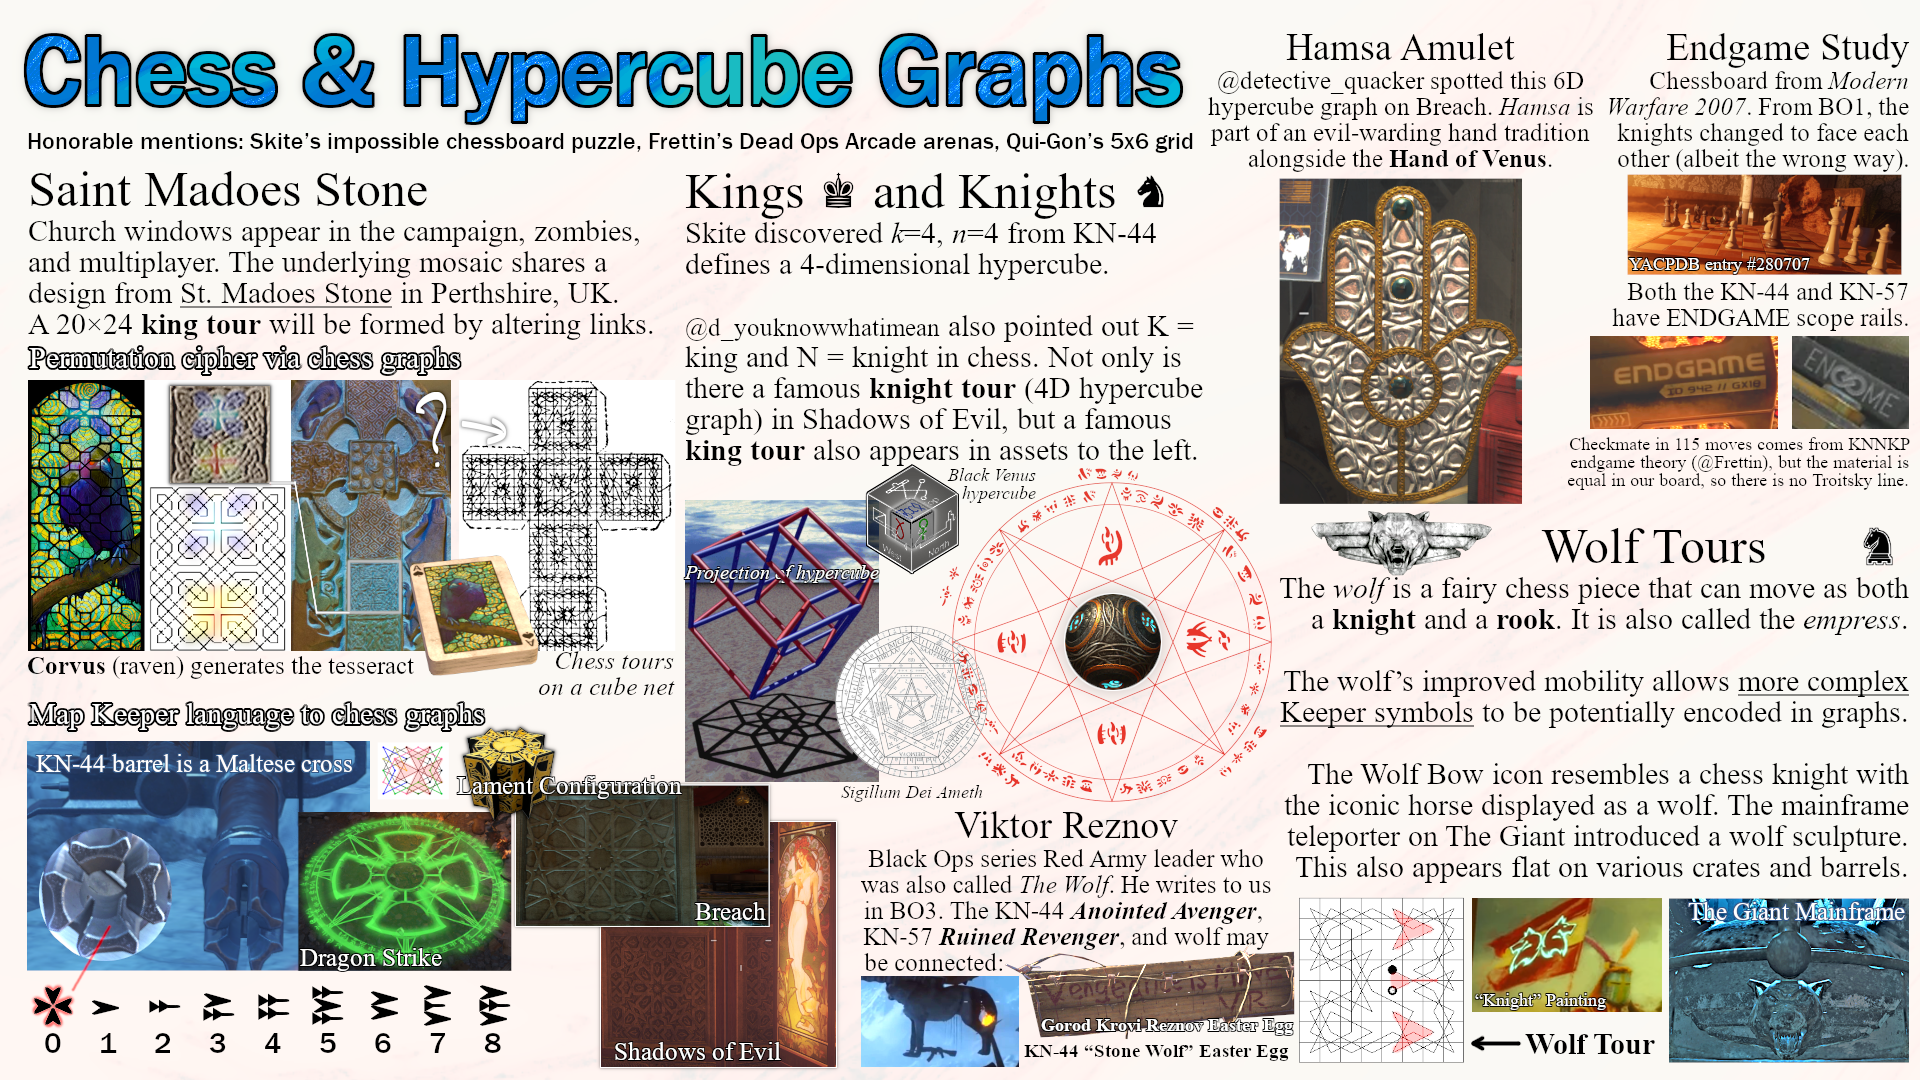 Chess & Hypercube Graphs
Honorable mentions: Skite's impossible chessboard puzzle, Frettin's Dead Ops Arcade arenas, Qui-Gon's 5x6 grid
Saint Madoes Stone
Church windows appear in the campaign, zombies,
and multiplayer. The underlying mosaic shares a
design from St. Madoes Stone in Perthshire, UK.
A 20×24 king tour will be formed by altering links.
Permutation cipher via chess graphs
?
A
Corvus (raven) generates the tesseract
Chess tours
on a cube net
Map Keeper language to chess graphs
KN-44 barrel is a Maltese cross
Lament Configuration
Dragon Strike
Breach
Shadows of Evil
0 1 2 3 4 5 6 7 8
Kings ♚ and Knights ♞
Skite discovered k=4, n=4 from KN-44
defines a 4-dimensional hypercube.
@d_youknowwhatimean also pointed out K =
king and N = knight in chess. Not only is
there a famous knight tour (4D hypercube
graph) in Shadows of Evil, but a famous
king tour also appears in assets to the left.
Black Venus
hypercube
West
North
Projection of hypercube
Sigillum Dei Ameth
Viktor Reznov
Black Ops series Red Army leader who
was also called The Wolf. He writes to us
in BO3. The KN-44 Anointed Avenger,
KN-57 Ruined Revenger, and wolf may
be connected:
Vengeance is Mine
VR
Gorod Krovi Reznov Easter Egg
KN-44 “Stone Wolf” Easter Egg
Hamsa Amulet
@detective_quacker spotted this 6D
hypercube graph on Breach. Hamsa is
part of an evil-warding hand tradition
alongside the Hand of Venus.
Endgame Study
Chessboard from Modern
Warfare 2007. From BO1, the
knights changed to face each
other (albeit the wrong way).
YACPDB entry #280707
Both the KN-44 and KN-57
have ENDGAME scope rails.
ENDGAME
ID 942 // GX18
Checkmate in 115 moves comes from KNNKP
endgame theory (@Frettin), but the material is
equal in our board, so there is no Troitsky line.
Wolf Tours
The wolf is a fairy chess piece that can move as both
a knight and a rook. It is also called the empress.
The wolf's improved mobility allows more complex
Keeper symbols to be potentially encoded in graphs.
The Wolf Bow icon resembles a chess knight with
the iconic horse displayed as a wolf. The mainframe
teleporter on The Giant introduced a wolf sculpture.
This also appears flat on various crates and barrels.
“Knight” Painting
The Giant Mainframe
Wolf Tour